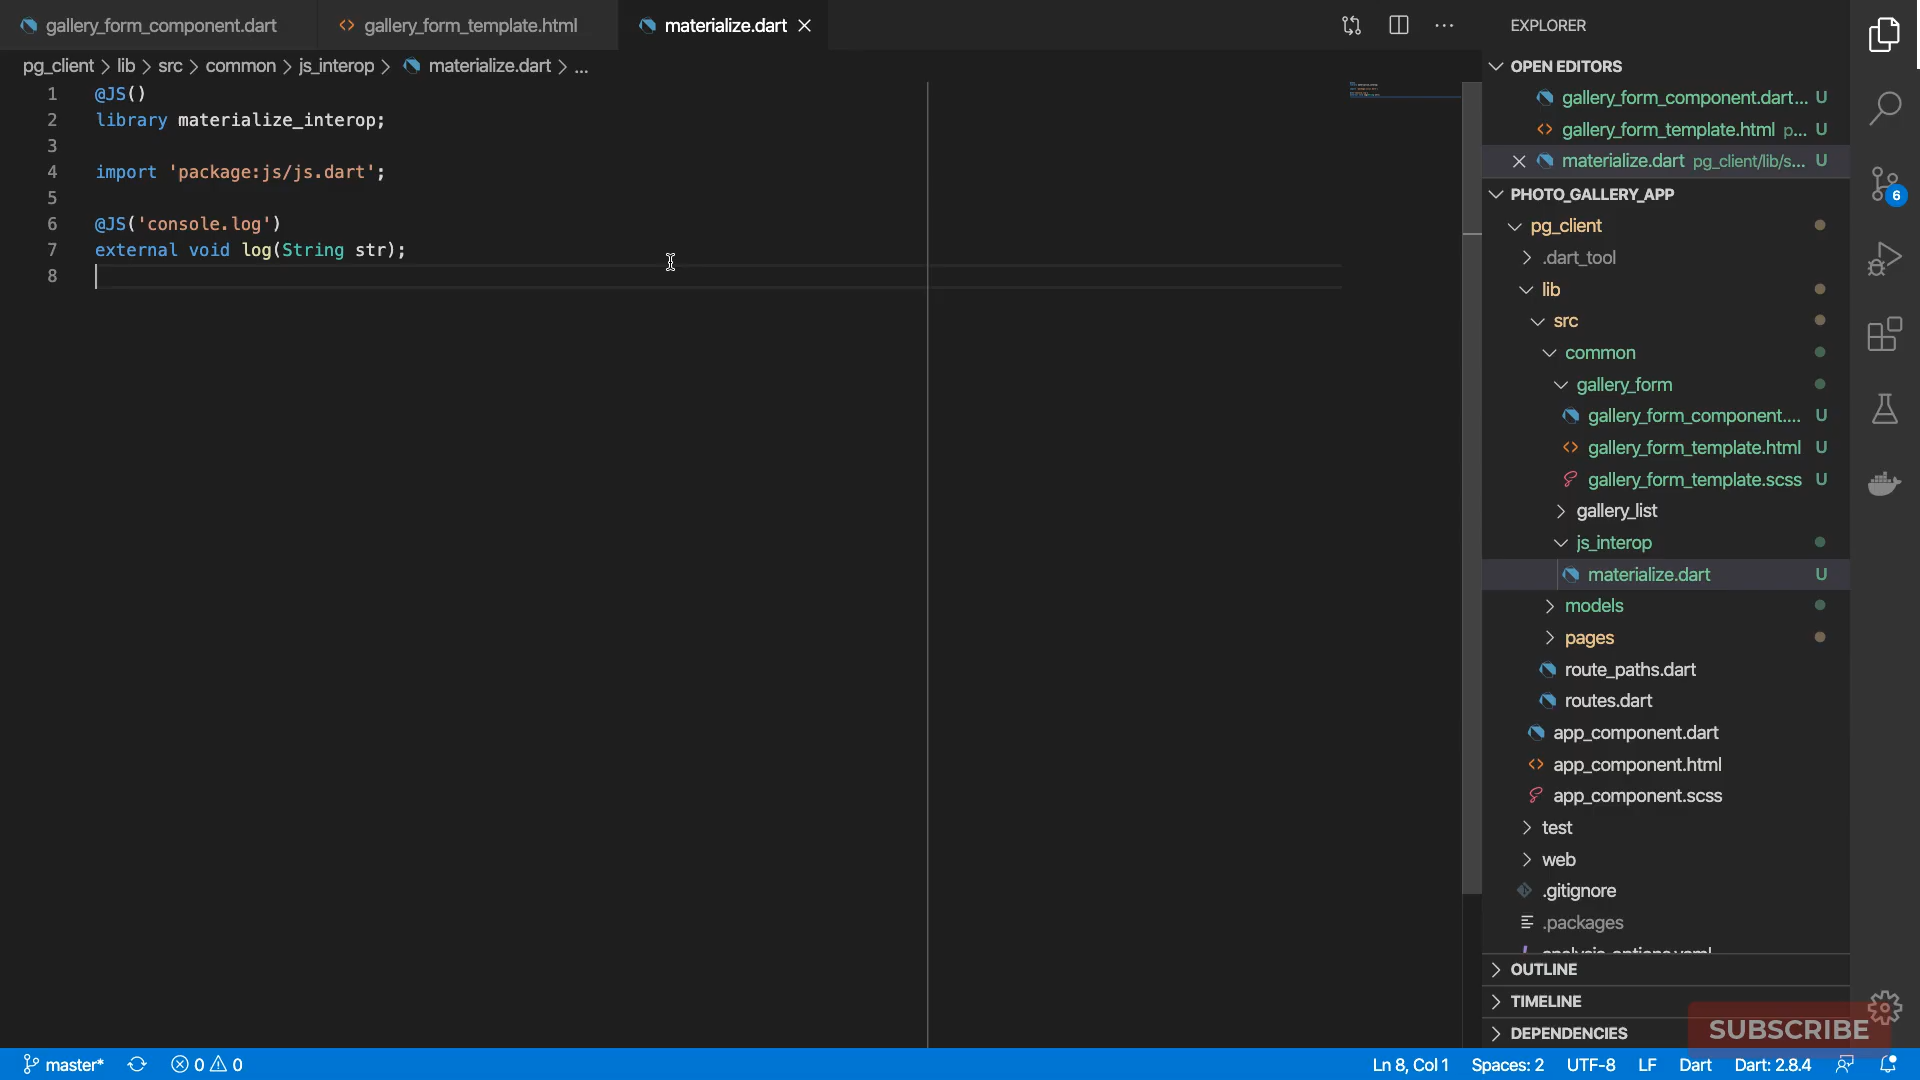 gallery_form_component.dart
gallery_form_template.html
materialize.dart
pg_client > lib > src > common > js_interop > materialize.dart > ...
1 @JS()
2 library materialize_interop;
3
4 import 'package:js/js.dart';
5
6 @JS('console.log')
7 external void log(String str);
8
EXPLORER
OPEN EDITORS
gallery_form_component.dart... U
gallery_form_template.html p... U
materialize.dart pg_client/lib/s... U
PHOTO_GALLERY_APP
pg_client
.dart_tool
lib
src
common
gallery_form
gallery_form_component.... U
gallery_form_template.html U
gallery_form_template.scss U
gallery_list
js_interop
materialize.dart U
models
pages
route_paths.dart
routes.dart
app_component.dart
app_component.html
app_component.scss
test
web
.gitignore
.packages
OUTLINE
TIMELINE
DEPENDENCIES
6
SUBSCRIBE
master* 0 0
Ln 8, Col 1 Spaces: 2 UTF-8 LF Dart Dart: 2.8.4